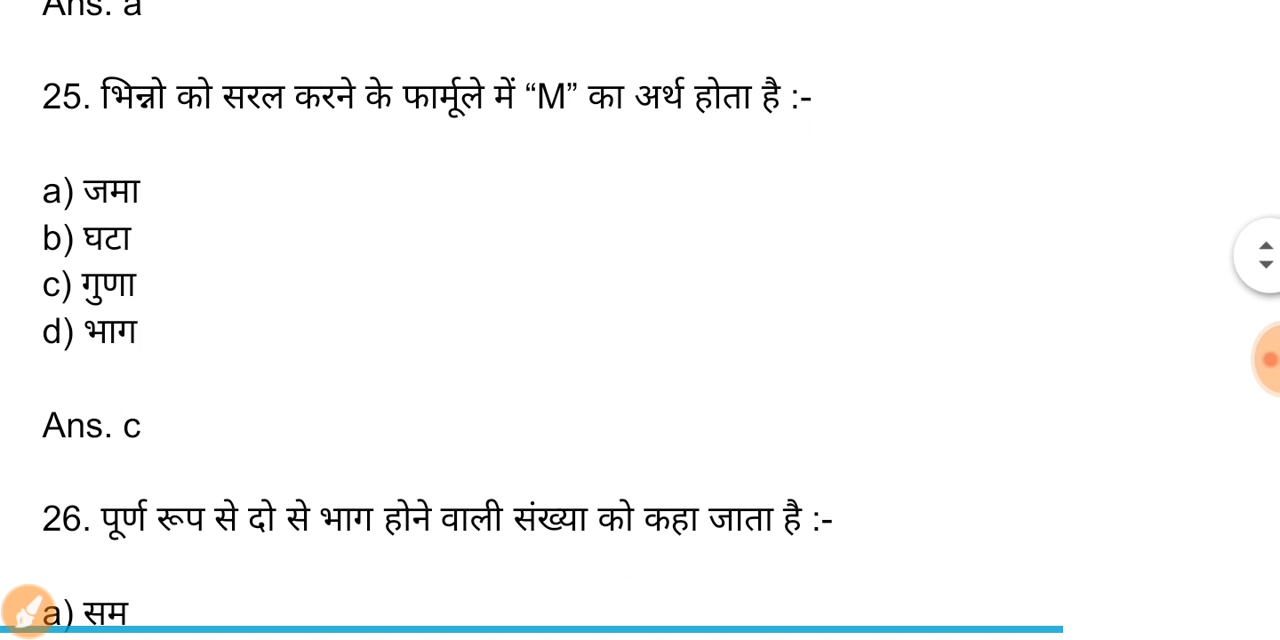 Ans. a
25. भिन्नो को सरल करने के फार्मूले में “M” का अर्थ होता है :-
a) जमा
b) घटा
c) गुणा
d) भाग
Ans. c
26. पूर्ण रूप से दो से भाग होने वाली संख्या को कहा जाता है :-
a) सम